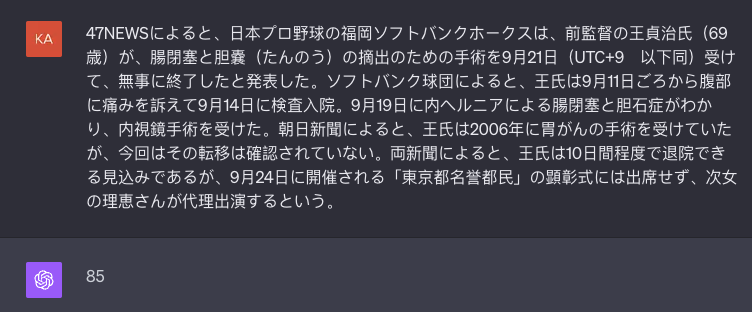 KA
47NEWSによると、日本プロ野球の福岡ソフトバンクホークスは、前監督の王貞治氏（69
歳）が、腸閉塞と胆嚢（たんのう）の摘出のための手術を9月21日（UTC+9　以下同）受け
て、無事に終了したと発表した。ソフトバンク球団によると、王氏は9月11日ごろから腹部
に痛みを訴えて9月14日に検査入院。9月19日に内ヘルニアによる腸閉塞と胆石症がわか
り、内視鏡手術を受けた。朝日新聞によると、王氏は2006年に胃がんの手術を受けていた
が、今回はその転移は確認されていない。両新聞によると、王氏は10日間程度で退院でき
る見込みであるが、9月24日に開催される「東京都名誉都民」の顕彰式には出席せず、次女
の理恵さんが代理出演するという。
85